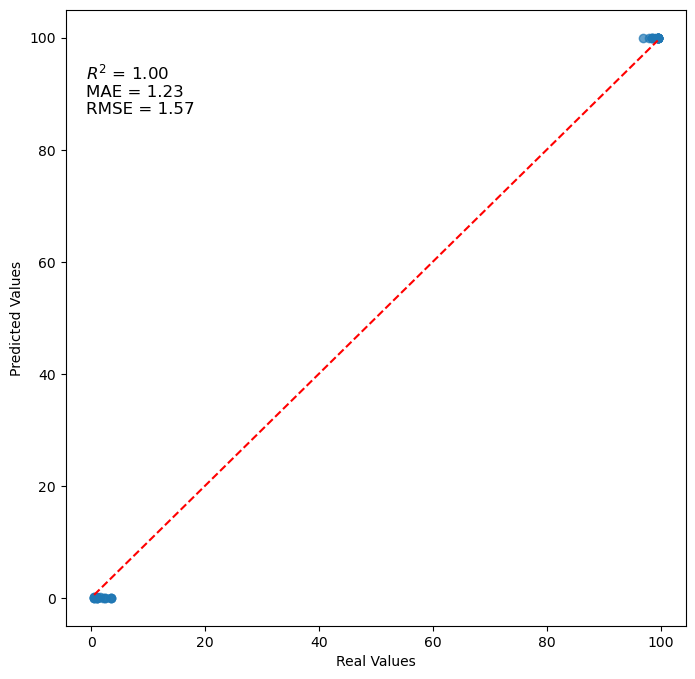 R² = 1.00
MAE = 1.23
RMSE = 1.57
Predicted Values
100
80
60
40
20
0
0 20 40 60 80 100
Real Values